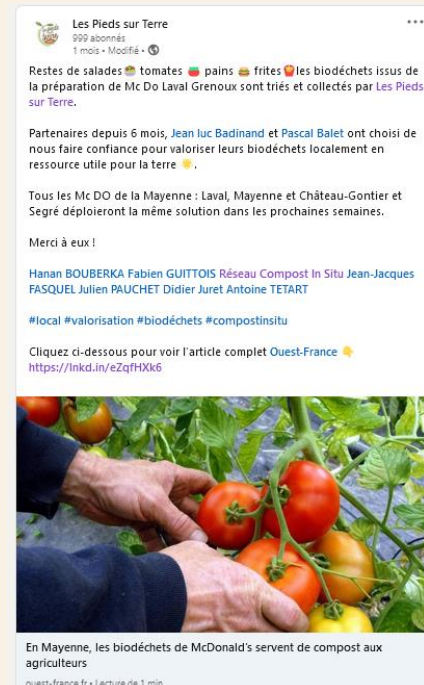 Les Pieds sur Terre
999 abonnés
1 mois • Modifié •
Restes de salades🥗 tomates 🍅 pains 🍔 frites🍟les biodéchets issus de
la préparation de Mc Do Laval Grenoux sont triés et collectés par Les Pieds
sur Terre.
Partenaires depuis 6 mois, Jean luc Badinand et Pascal Balet ont choisi de
nous faire confiance pour valoriser leurs biodéchets localement en
ressource utile pour la terre ☀️.
Tous les Mc DO de la Mayenne : Laval, Mayenne et Château-Gontier et
Segré déploieront la même solution dans les prochaines semaines.
Merci à eux !
Hanan BOUBERKA Fabien GUITTOIS Réseau Compost In Situ Jean-Jacques
FASQUEL Julien PAUCHET Didier Juret Antoine TETART
#local #valorisation #biodéchets #compostinsitu
Cliquez ci-dessous pour voir l'article complet Ouest-France 👇
https://lnkd.in/eZqfHXk6
En Mayenne, les biodéchets de McDonald's servent de compost aux
agriculteurs
ouest-france.fr • Lecture de 1 min